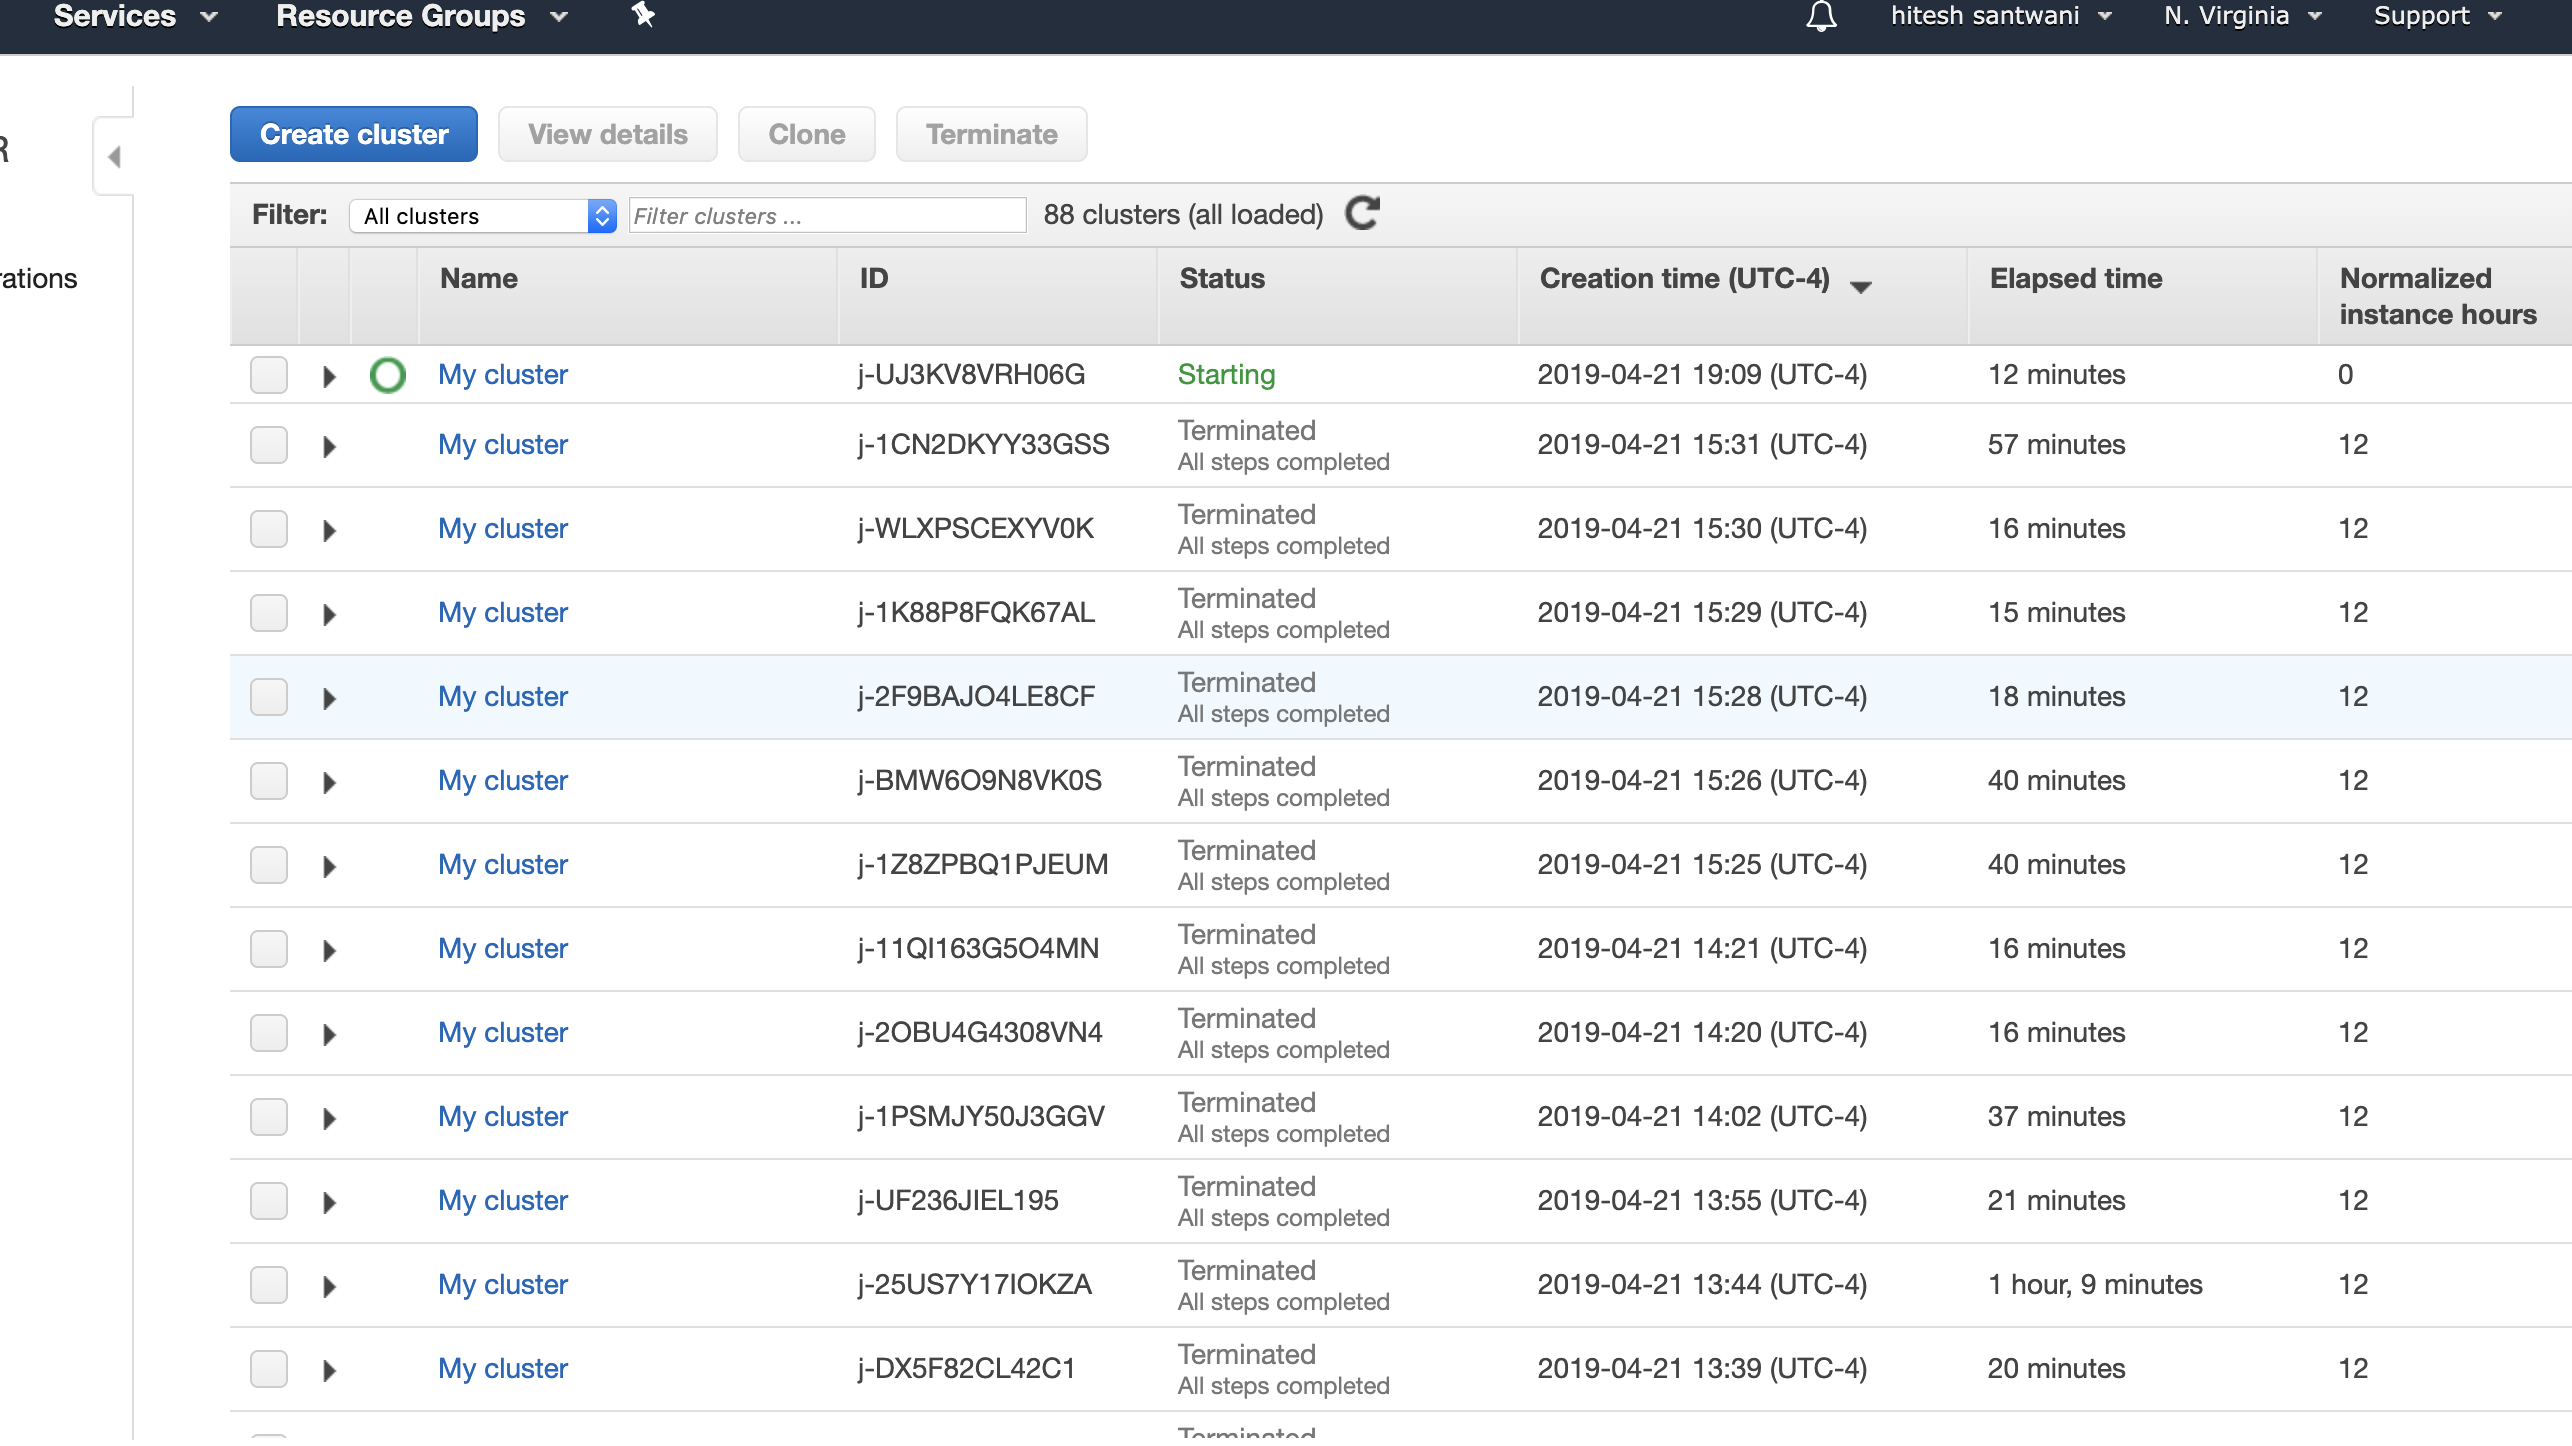 Services Resource Groups hitesh santwani N. Virginia Support
R
Create cluster View details Clone Terminate
Filter: All clusters Filter clusters ... 88 clusters (all loaded)
rations
Name ID Status Creation time (UTC-4) Elapsed time Normalized
instance hours
My cluster j-UJ3KV8VRH06G Starting 2019-04-21 19:09 (UTC-4) 12 minutes 0
My cluster j-1CN2DKYY33GSS Terminated 2019-04-21 15:31 (UTC-4) 57 minutes 12
All steps completed
My cluster j-WLXPSCEXYV0K Terminated 2019-04-21 15:30 (UTC-4) 16 minutes 12
All steps completed
My cluster j-1K88P8FQK67AL Terminated 2019-04-21 15:29 (UTC-4) 15 minutes 12
All steps completed
My cluster j-2F9BAJO4LE8CF Terminated 2019-04-21 15:28 (UTC-4) 18 minutes 12
All steps completed
My cluster j-BMW6O9N8VK0S Terminated 2019-04-21 15:26 (UTC-4) 40 minutes 12
All steps completed
My cluster j-1Z8ZPBQ1PJEUM Terminated 2019-04-21 15:25 (UTC-4) 40 minutes 12
All steps completed
My cluster j-11QI163G5O4MN Terminated 2019-04-21 14:21 (UTC-4) 16 minutes 12
All steps completed
My cluster j-2OBU4G4308VN4 Terminated 2019-04-21 14:20 (UTC-4) 16 minutes 12
All steps completed
My cluster j-1PSMJY50J3GGV Terminated 2019-04-21 14:02 (UTC-4) 37 minutes 12
All steps completed
My cluster j-UF236JIEL195 Terminated 2019-04-21 13:55 (UTC-4) 21 minutes 12
All steps completed
My cluster j-25US7Y17IOKZA Terminated 2019-04-21 13:44 (UTC-4) 1 hour, 9 minutes 12
All steps completed
My cluster j-DX5F82CL42C1 Terminated 2019-04-21 13:39 (UTC-4) 20 minutes 12
All steps completed
Terminated